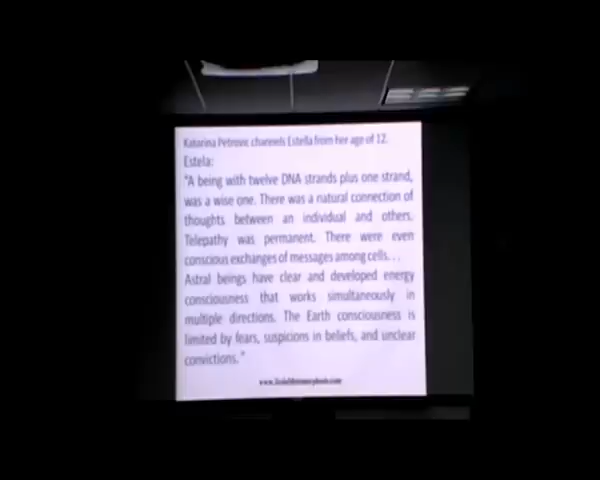 Katarina Petrovic channels Estella from her age of 12.
Estela:
"A being with twelve DNA strands plus one strand,
was a wise one. There was a natural connection of
thoughts between an individual and others.
Telepathy was permanent. There were even
conscious exchanges of messages among cells. . .
Astral beings have clear and developed energy
consciousness that works simultaneously in
multiple directions. The Earth consciousness is
limited by fears, suspicions in beliefs, and unclear
convictions."